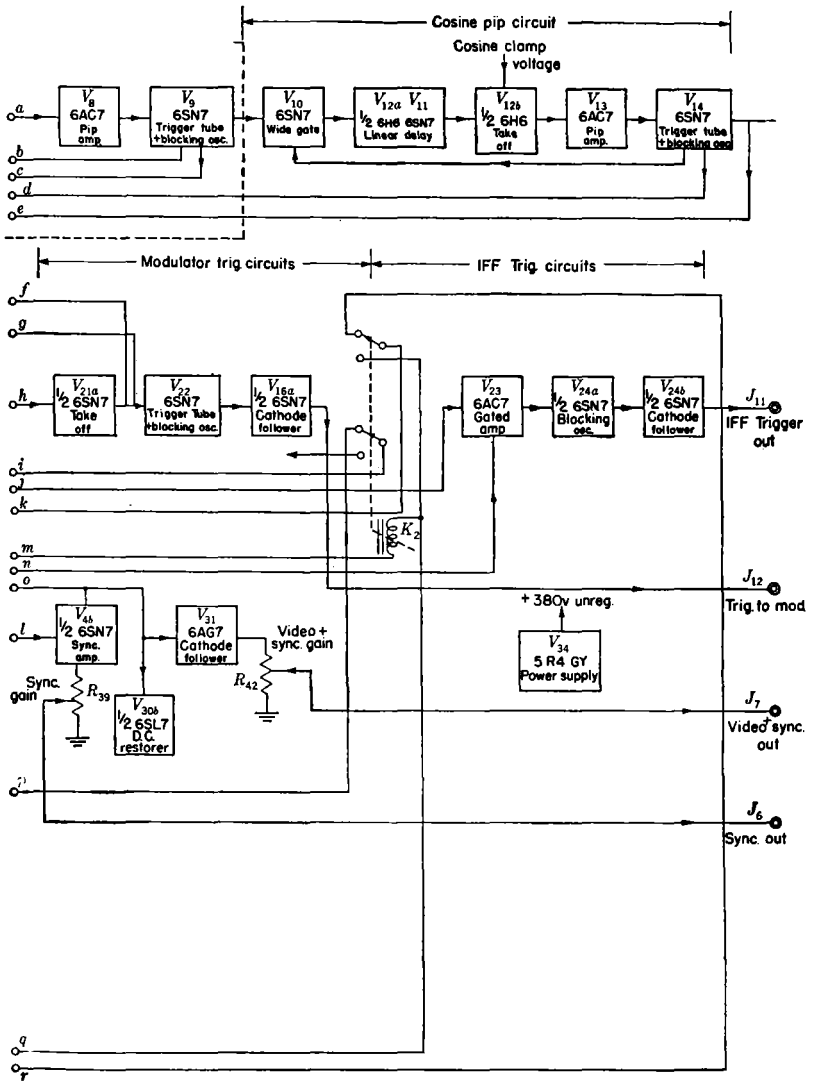 Cosine pip circuit
Cosine clamp
voltage
a
V8
6AC7
Pip
amp.
V9
6SN7
Trigger tube
+blocking osc.
V10
6SN7
Wide gate
V12a V11
1/2 6H6 6SN7
Linear delay
V12b
1/2 6H6
Take
off
V13
6AC7
Pip
amp.
V14
6SN7
Trigger tube
+blocking osc
b
c
d
e
Modulator trig. circuits
IFF Trig. circuits
f
g
h
V21a
1/2 6SN7
Take
off
V22
6SN7
Trigger Tube
+blocking osc.
V16a
1/2 6SN7
Cathode
follower
V23
6AC7
Gated
amp
V24a
1/2 6SN7
Blocking
osc.
V24b
1/2 6SN7
Cathode
follower
J11
IFF Trigger
out
i
j
k
K2
m
n
o
J12
Trig. to mod.
+380v unreg.
l
V4b
1/2 6SN7
Sync.
amp.
V31
6AG7
Cathode
follower
Video +
sync. gain
V34
5 R4 GY
Power supply
Sync.
gain
R39
V30b
1/2 6SL7
D.C.
restorer
R42
J7
Video + sync.
out
p
J6
Sync. out
q
r